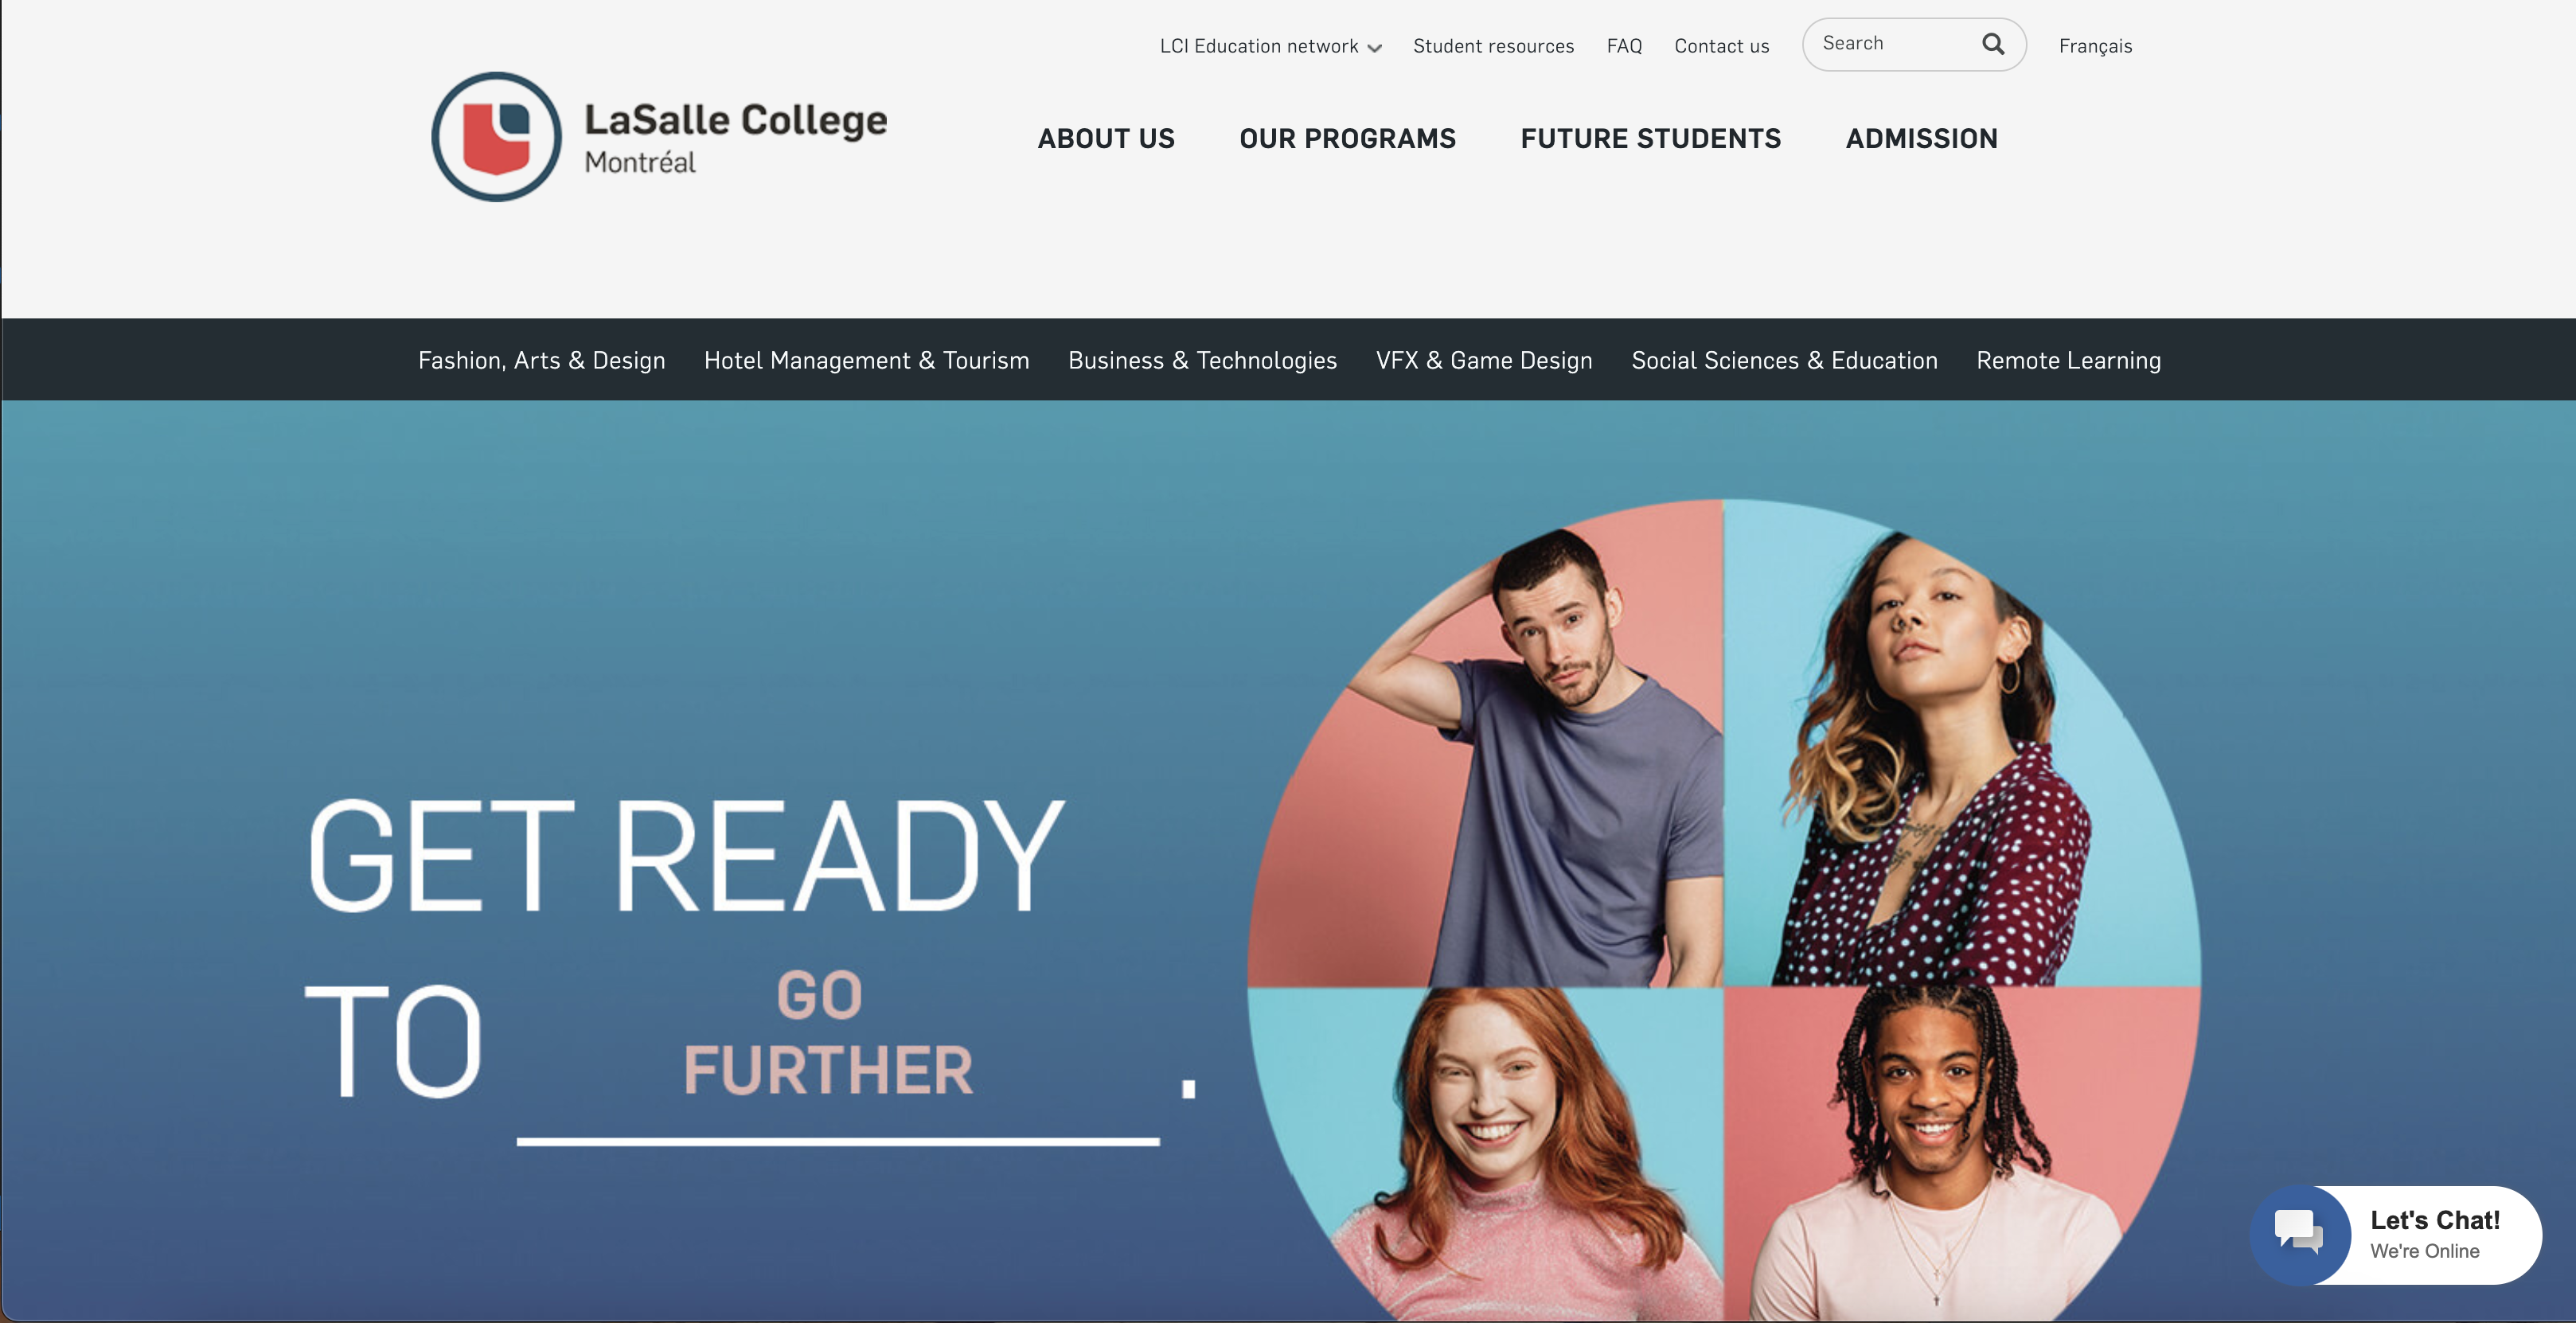 LCI Education network
Student resources
FAQ
Contact us
Search
Français
LaSalle College
Montréal
ABOUT US
OUR PROGRAMS
FUTURE STUDENTS
ADMISSION
Fashion, Arts & Design
Hotel Management & Tourism
Business & Technologies
VFX & Game Design
Social Sciences & Education
Remote Learning
GET READY
TO GO
FURTHER.
Let's Chat!
We're Online